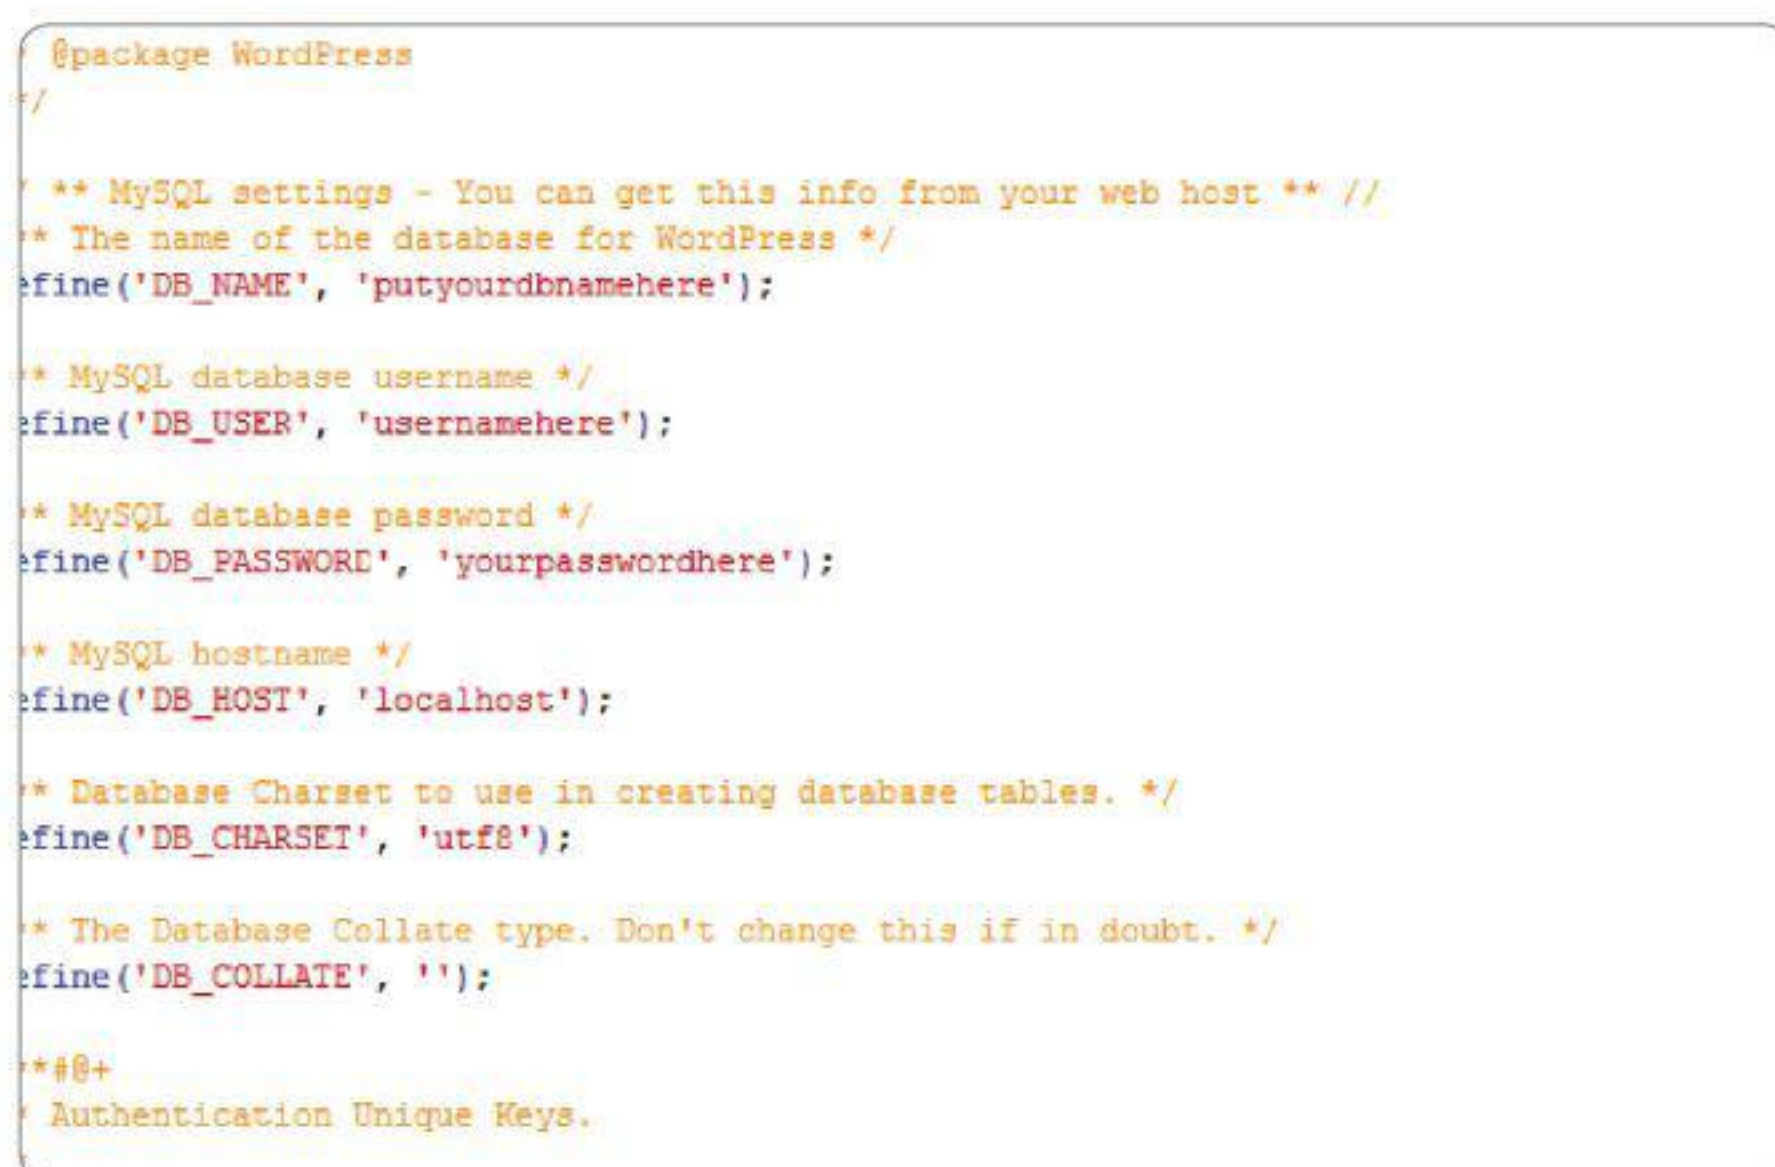 * @package WordPress
*/
/ ** MySQL settings - You can get this info from your web host ** //
** The name of the database for WordPress */
efine('DB_NAME', 'putyourdbnamehere');
** MySQL database username */
efine('DB_USER', 'usernamehere');
** MySQL database password */
efine('DB_PASSWORD', 'yourpasswordhere');
** MySQL hostname */
efine('DB_HOST', 'localhost');
** Database Charset to use in creating database tables. */
efine('DB_CHARSET', 'utf8');
** The Database Collate type. Don't change this if in doubt. */
efine('DB_COLLATE', '');
**#@+
* Authentication Unique Keys.